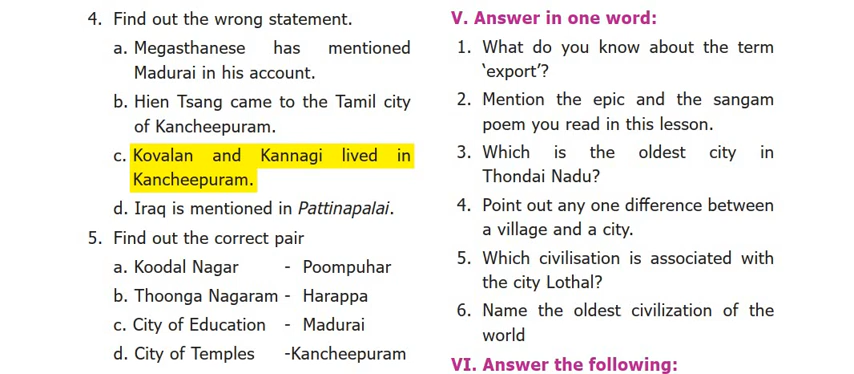 4. Find out the wrong statement.
a. Megasthanese has mentioned
Madurai in his account.
b. Hien Tsang came to the Tamil city
of Kancheepuram.
c. Kovalan and Kannagi lived in
Kancheepuram.
d. Iraq is mentioned in Pattinapalai.
5. Find out the correct pair
a. Koodal Nagar - Poompuhar
b. Thoonga Nagaram - Harappa
c. City of Education - Madurai
d. City of Temples -Kancheepuram
V. Answer in one word:
1. What do you know about the term
‘export’?
2. Mention the epic and the sangam
poem you read in this lesson.
3. Which is the oldest city in
Thondai Nadu?
4. Point out any one difference between
a village and a city.
5. Which civilisation is associated with
the city Lothal?
6. Name the oldest civilization of the
world
VI. Answer the following: